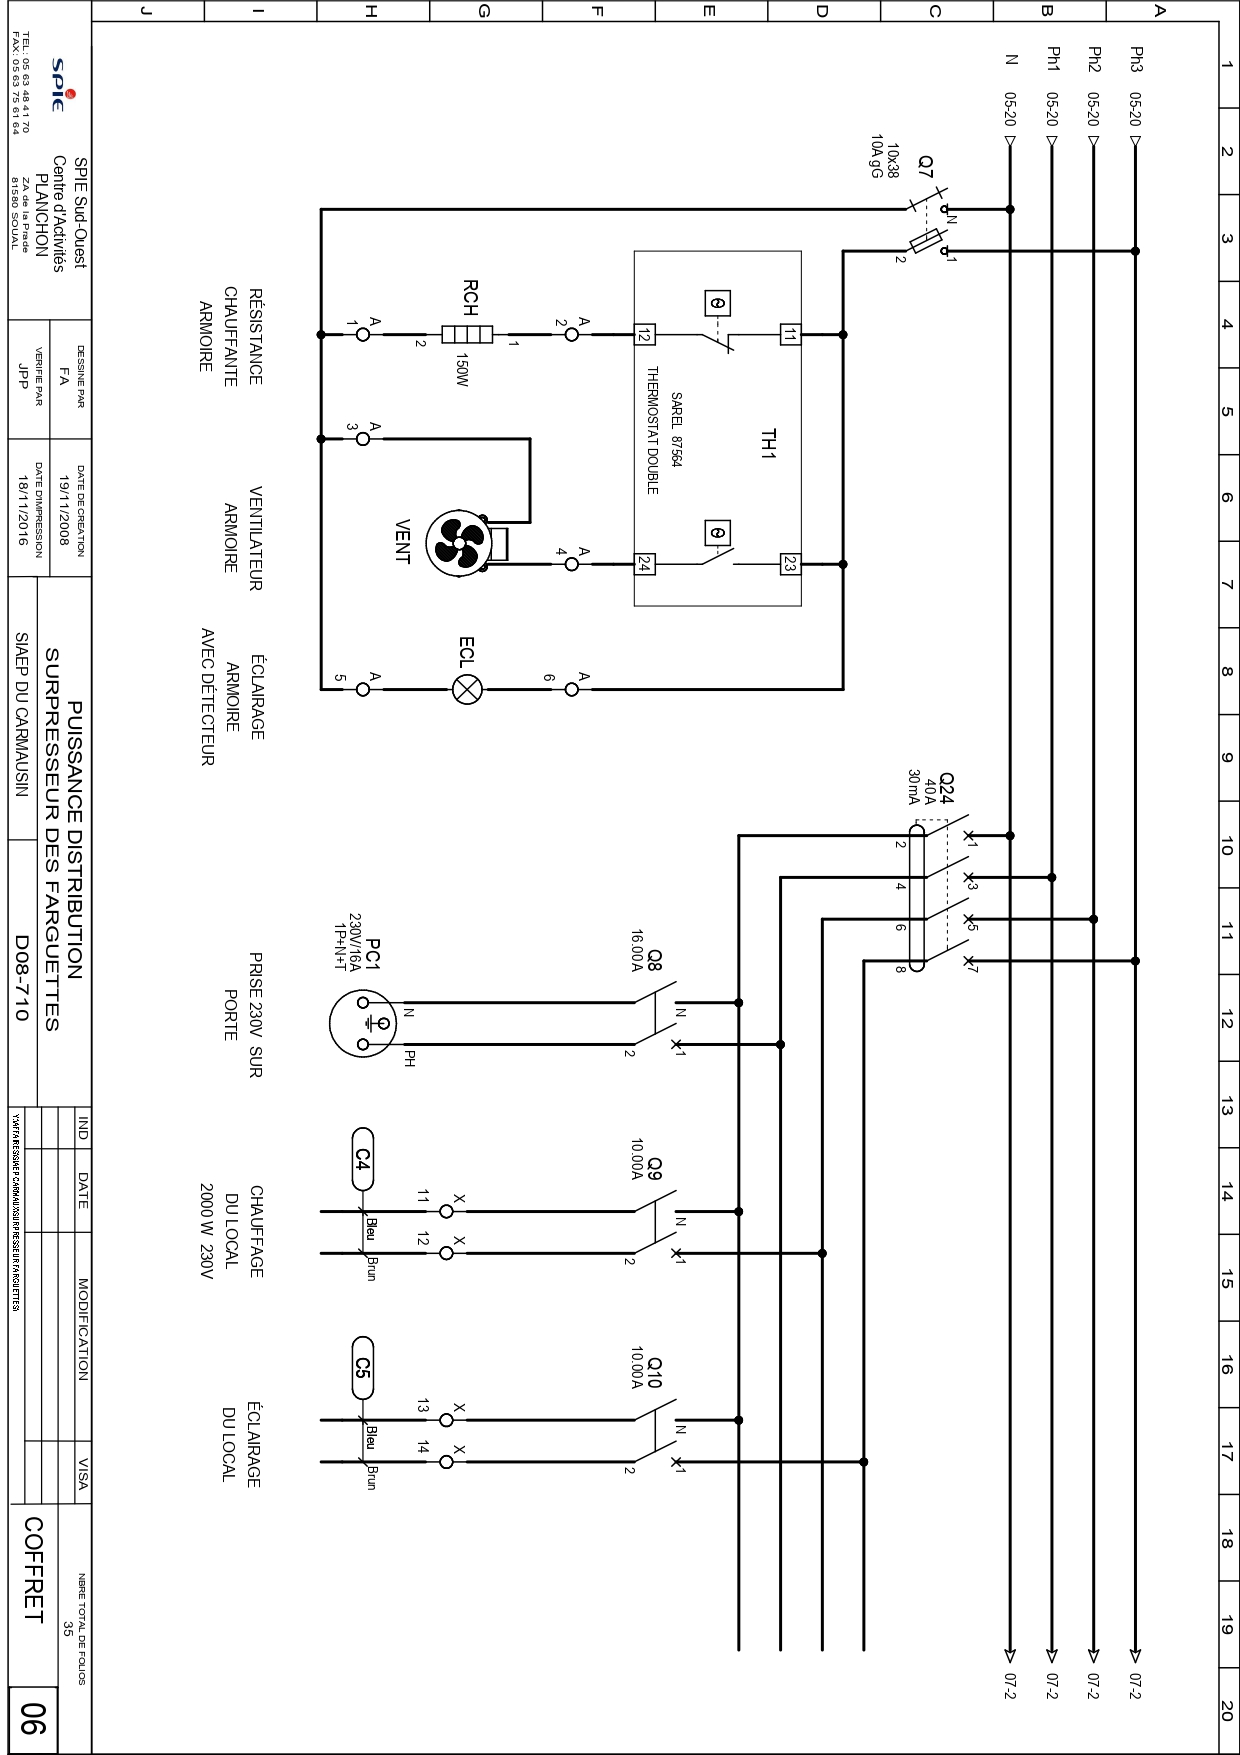 1 2 3 4 5 6 7 8 9 10 11 12 13 14 15 16 17 18 19 20
A
B
C
D
E
F
G
H
I
J
Ph3 05-20
07-2
Ph2 05-20
07-2
Ph1 05-20
07-2
N 05-20
07-2
Q7
10x38
10A gG
N
1
2
Q24
40A
30mA
1
3
5
7
2
4
6
8
TH1
SAREL 87564
THERMOSTAT DOUBLE
11
θ
12
23
θ
24
Q8
16.00A
N
1
2
Q9
10.00A
N
1
2
Q10
10.00A
N
1
2
A
2
A
4
A
6
RCH
1
150W
2
VENT
ECL
X
11
X
12
X
13
X
14
A
1
A
3
A
5
PC1
230V/16A
1P+N+T
N
PH
C4
Bleu
Brun
C5
Bleu
Brun
RÉSISTANCE
CHAUFFANTE
ARMOIRE
VENTILATEUR
ARMOIRE
ÉCLAIRAGE
ARMOIRE
AVEC DÉTECTEUR
PRISE 230V SUR
PORTE
CHAUFFAGE
DU LOCAL
2000 W 230V
ÉCLAIRAGE
DU LOCAL
SPIE
TEL: 05 63 48 41 70
FAX: 05 63 75 61 64
SPIE Sud-Ouest
Centre d'Activités
PLANCHON
ZA de la Prade
81580 SOUAL
DESSINE PAR
FA
VERIFIE PAR
JPP
DATE DE CREATION
19/11/2008
DATE D'IMPRESSION
18/11/2016
PUISSANCE DISTRIBUTION
SURPRESSEUR DES FARGUETTES
SIAEP DU CARMAUSIN
D08-710
IND DATE MODIFICATION VISA
NBRE TOTAL DE FOLIOS
35
COFFRET
06